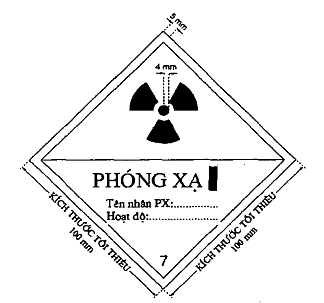 5 mm
4 mm
PHÓNG XẠ I
Tên nhân PX:..............
Hoạt độ:....................
KÍCH THƯỚC TỐI THIỂU
100 mm
KÍCH THƯỚC TỐI THIỂU
100 mm
7